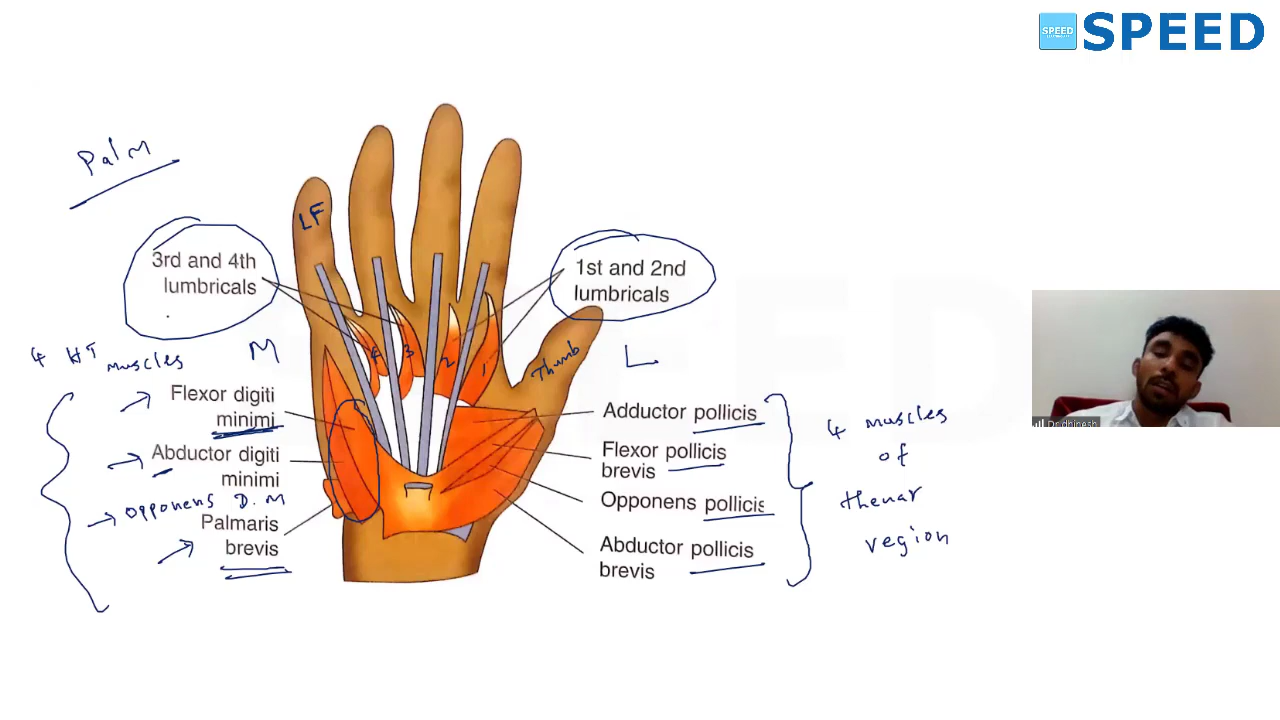 SPEED
SPEED
Palm
LF
3rd and 4th
lumbricals
1st and 2nd
lumbricals
4 HT
muscles
M
4
3
2
1
Thumb
L
Flexor digiti
minimi
Abductor digiti
minimi
opponens D.M
Palmaris
brevis
Adductor pollicis
Flexor pollicis
brevis
Opponens pollicis
Abductor pollicis
brevis
4 muscles
of
thenar
region